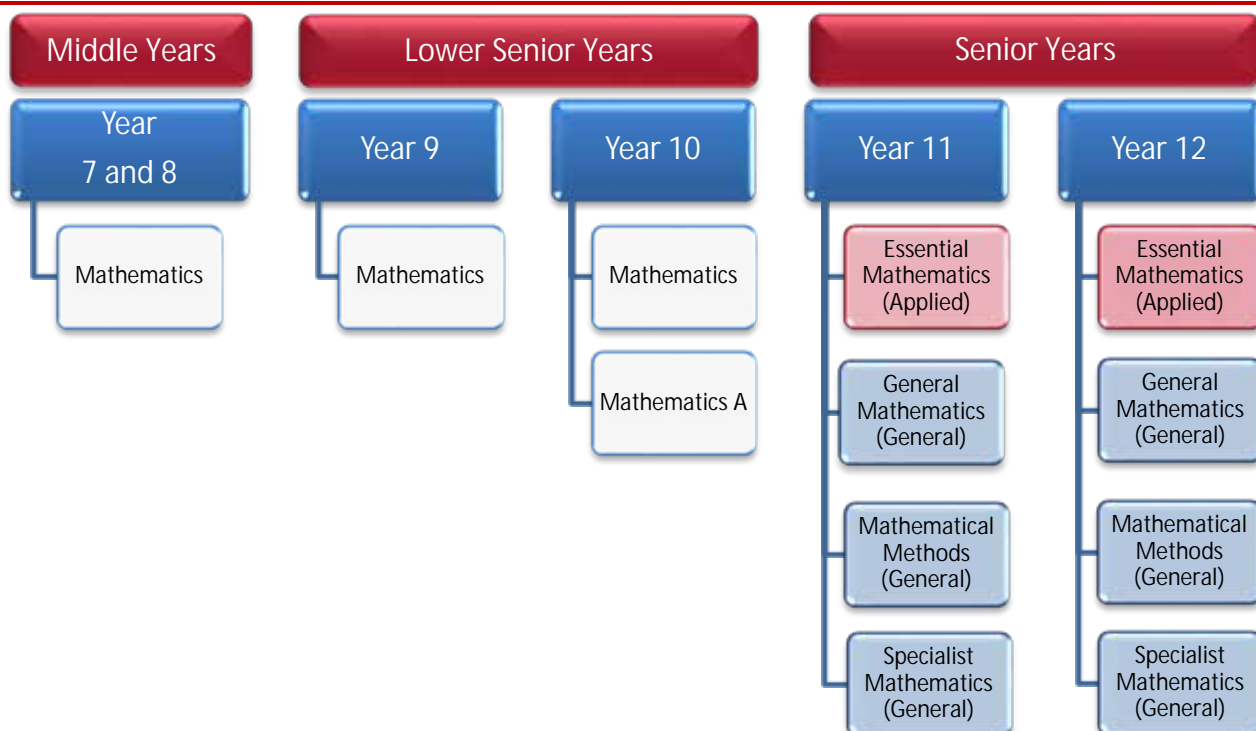 Middle Years
Lower Senior Years
Senior Years
Year
7 and 8
Year 9
Year 10
Year 11
Year 12
Mathematics
Mathematics
Mathematics
Mathematics A
Essential
Mathematics
(Applied)
General
Mathematics
(General)
Mathematical
Methods
(General)
Specialist
Mathematics
(General)
Essential
Mathematics
(Applied)
General
Mathematics
(General)
Mathematical
Methods
(General)
Specialist
Mathematics
(General)